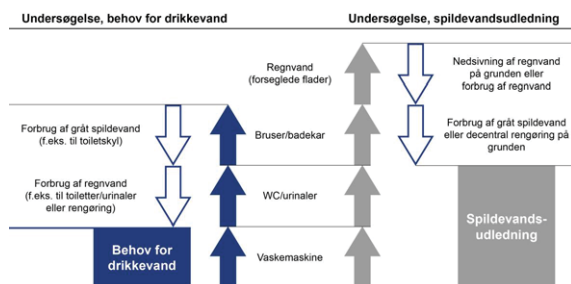 Undersøgelse, behov for drikkevand
Undersøgelse, spildevandsudledning
Regnvand
(forseglede flader)
Nedsivning af regnvand
på grunden eller
forbrug af regnvand
Forbrug af gråt spildevand
(f.eks. til toiletskyl)
Bruser/badekar
Forbrug af gråt spildevand
eller decentral rengøring på
grunden
Forbrug af regnvand
(f.eks. til toiletter/urinaler
eller rengøring)
WC/urinaler
Spildevands-
udledning
Behov for
drikkevand
Vaskemaskine